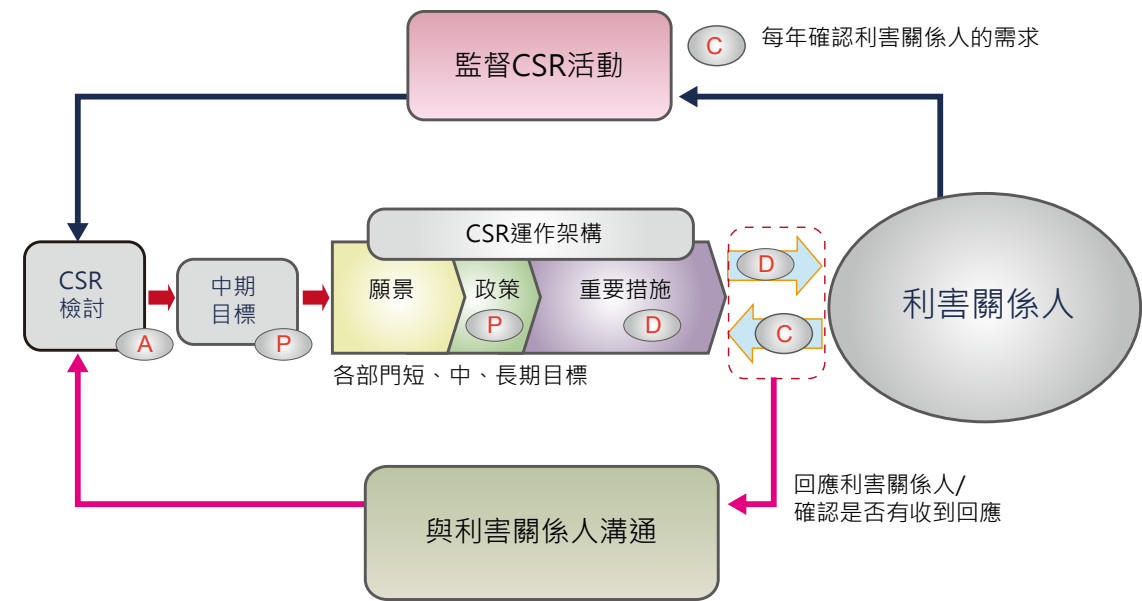 監督CSR活動
C
每年確認利害關係人的需求
CSR運作架構
CSR
檢討
A
中期
目標
P
願景
政策
P
重要措施
D
D
C
利害關係人
各部門短、中、長期目標
回應利害關係人/
確認是否有收到回應
與利害關係人溝通